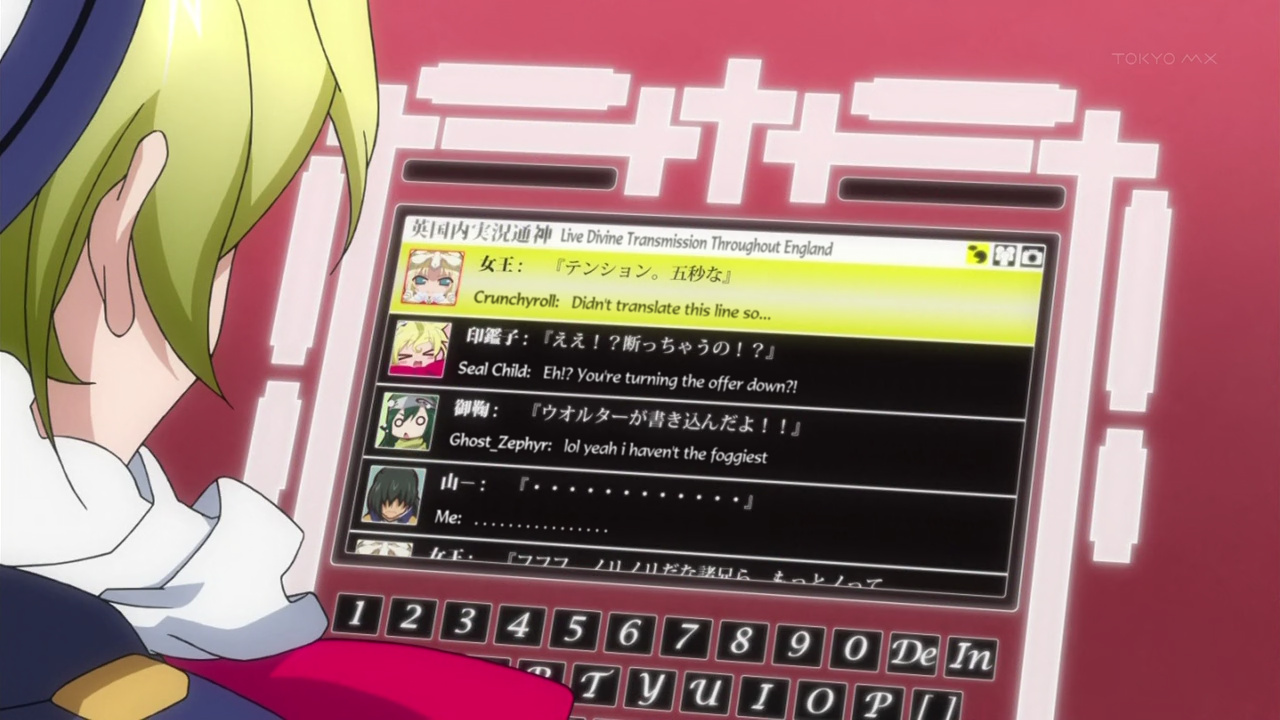 TOKYO MX
英国内実況通神 Live Divine Transmission Throughout England
女王: 『テンション。五秒な』
Crunchyroll: Didn't translate this line so...
印鑑子: 『ええ!?断っちゃうの!?』
Seal Child: Eh!? You're turning the offer down?!
御鞠: 『ウオルターが書き込んだよ!!』
Ghost_Zephyr: lol yeah i haven't the foggiest
山一: 『・・・・・・・・・・・・』
Me: ................
女王: 『フフフ ノリノリだな諸兄ら もっとノって
1 2 3 4 5 6 7 8 9 0 De In
T Y U I O P [ ]